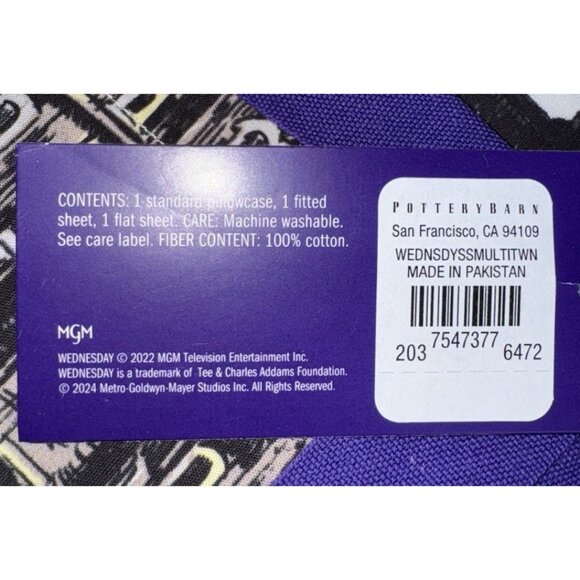 CONTENTS: 1 standard pillowcase, 1 fitted
sheet, 1 flat sheet. CARE: Machine washable.
See care label. FIBER CONTENT: 100% cotton.
MGM
WEDNESDAY © 2022 MGM Television Entertainment Inc.
WEDNESDAY is a trademark of Tee & Charles Addams Foundation.
© 2024 Metro-Goldwyn-Mayer Studios Inc. All Rights Reserved.
POTTERY BARN
San Francisco, CA 94109
WEDNSDYSSMULTITWN
MADE IN PAKISTAN
7547377
203 6472